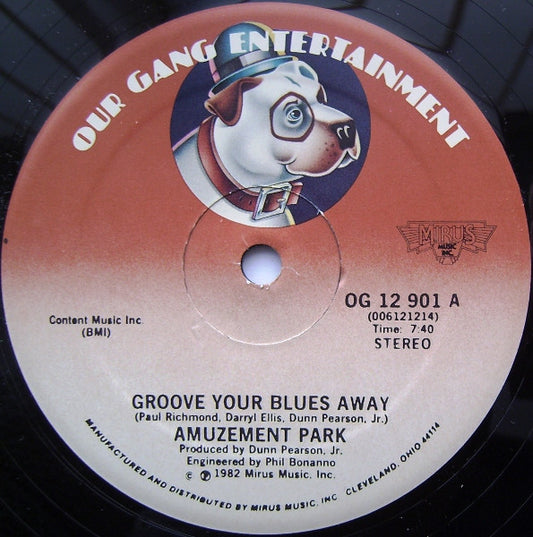 OUR GANG ENTERTAINMENT
MIRUS
MUSIC
INC.
OG 12 901 A
(006121214)
Time: 7:40
STEREO
Content Music Inc.
(BMI)
GROOVE YOUR BLUES AWAY
(Paul Richmond, Darryl Ellis, Dunn Pearson, Jr.)
AMUZEMENT PARK
Produced by Dunn Pearson, Jr.
Engineered by Phil Bonanno
© ℗ 1982 Mirus Music, Inc.
MANUFACTURED AND DISTRIBUTED BY MIRUS MUSIC, INC CLEVELAND, OHIO 44114